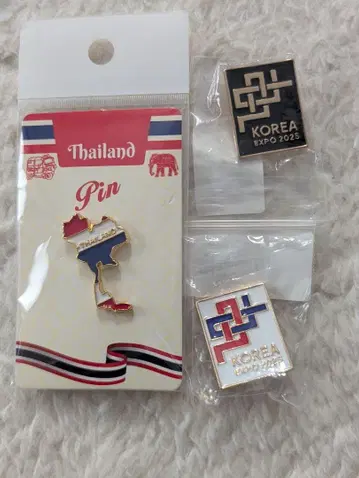 Thailand
Pin
THAILAND
KOREA
EXPO 2025
KOREA
EXPO 2025